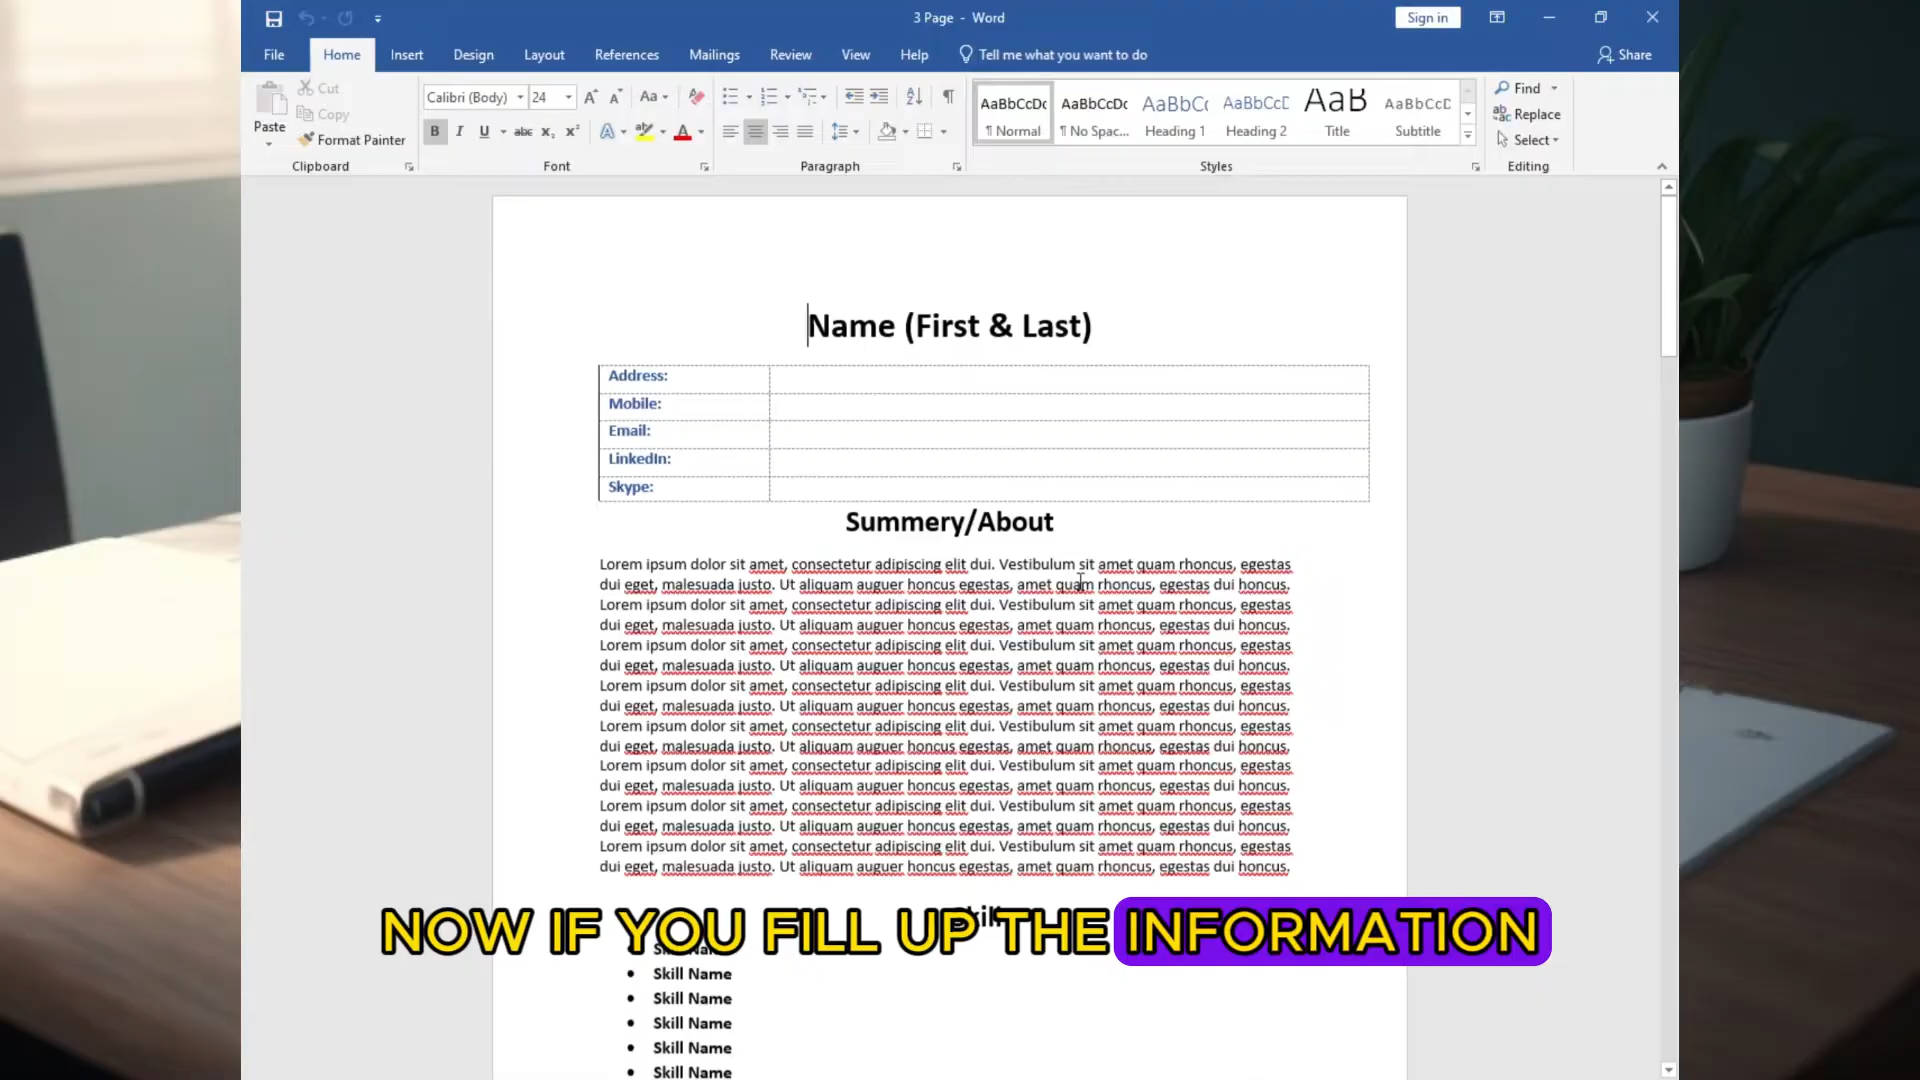 3 Page - Word
Sign in
File Home Insert Design Layout References Mailings Review View Help Tell me what you want to do Share
Paste
Cut
Copy
Format Painter
Clipboard
Calibri (Body) 24
Aa
B I U abc x₂ x²
Font
Paragraph
AaBbCcDc AaBbCcDc AaBbC AaBbCcD AaB AaBbCcD
¶ Normal ¶ No Spac... Heading 1 Heading 2 Title Subtitle
Styles
Find
Replace
Select
Editing
Name (First & Last)
Address:
Mobile:
Email:
LinkedIn:
Skype:
Summery/About
Lorem ipsum dolor sit amet, consectetur adipiscing elit dui. Vestibulum sit amet quam rhoncus, egestas
dui eget, malesuada justo. Ut aliquam auguer honcus egestas, amet quam rhoncus, egestas dui honcus.
Lorem ipsum dolor sit amet, consectetur adipiscing elit dui. Vestibulum sit amet quam rhoncus, egestas
dui eget, malesuada justo. Ut aliquam auguer honcus egestas, amet quam rhoncus, egestas dui honcus.
Lorem ipsum dolor sit amet, consectetur adipiscing elit dui. Vestibulum sit amet quam rhoncus, egestas
dui eget, malesuada justo. Ut aliquam auguer honcus egestas, amet quam rhoncus, egestas dui honcus.
Lorem ipsum dolor sit amet, consectetur adipiscing elit dui. Vestibulum sit amet quam rhoncus, egestas
dui eget, malesuada justo. Ut aliquam auguer honcus egestas, amet quam rhoncus, egestas dui honcus.
Lorem ipsum dolor sit amet, consectetur adipiscing elit dui. Vestibulum sit amet quam rhoncus, egestas
dui eget, malesuada justo. Ut aliquam auguer honcus egestas, amet quam rhoncus, egestas dui honcus.
Lorem ipsum dolor sit amet, consectetur adipiscing elit dui. Vestibulum sit amet quam rhoncus, egestas
dui eget, malesuada justo. Ut aliquam auguer honcus egestas, amet quam rhoncus, egestas dui honcus.
Lorem ipsum dolor sit amet, consectetur adipiscing elit dui. Vestibulum sit amet quam rhoncus, egestas
dui eget, malesuada justo. Ut aliquam auguer honcus egestas, amet quam rhoncus, egestas dui honcus.
Lorem ipsum dolor sit amet, consectetur adipiscing elit dui. Vestibulum sit amet quam rhoncus, egestas
dui eget, malesuada justo. Ut aliquam auguer honcus egestas, amet quam rhoncus, egestas dui honcus.
NOW IF YOU FILL UP THE INFORMATION
Skill Name
Skill Name
Skill Name
Skill Name
Skill Name
Skill Name